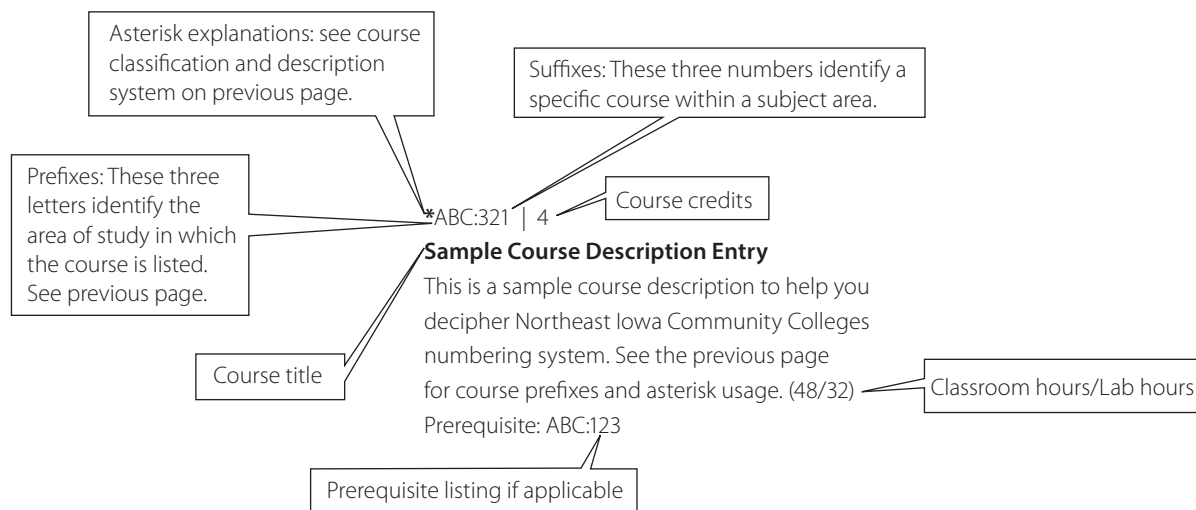 Asterisk explanations: see course
classification and description
system on previous page.
Suffixes: These three numbers identify a
specific course within a subject area.
Prefixes: These three
letters identify the
area of study in which
the course is listed.
See previous page.
*ABC:321 | 4
Course credits
Sample Course Description Entry
This is a sample course description to help you
decipher Northeast Iowa Community Colleges
numbering system. See the previous page
for course prefixes and asterisk usage. (48/32)
Prerequisite: ABC:123
Course title
Classroom hours/Lab hours
Prerequisite listing if applicable